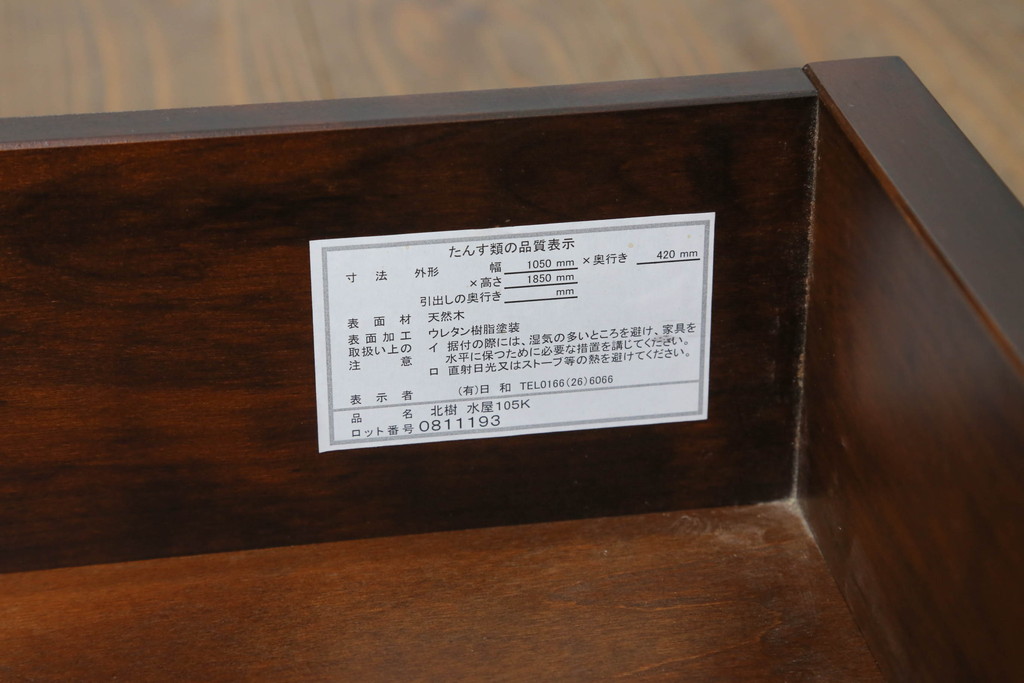 たんす類の品質表示
寸法 外形 幅 1050 mm ×奥行き 420 mm
×高さ 1850 mm
引出しの奥行き mm
表面材 天然木
表面加工 ウレタン樹脂塗装
取扱い上の イ 据付の際には、湿気の多いところを避け、家具を
注意 水平に保つために必要な措置を講じてください。
ロ 直射日光又はストーブ等の熱を避けてください。
表示者 (有)日和 TEL0166(26)6066
品名 北樹 水屋105K
ロット番号 0811193